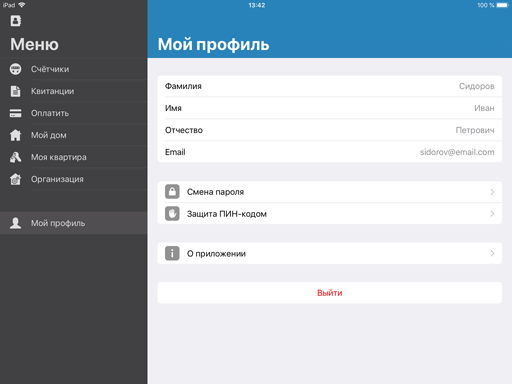 iPad 13:42 100 %
Меню
Счётчики
Квитанции
Оплатить
Мой дом
Моя квартира
Организация
Мой профиль
Мой профиль
Фамилия Сидоров
Имя Иван
Отчество Петрович
Email sidorov@email.com
Смена пароля
Защита ПИН-кодом
О приложении
Выйти